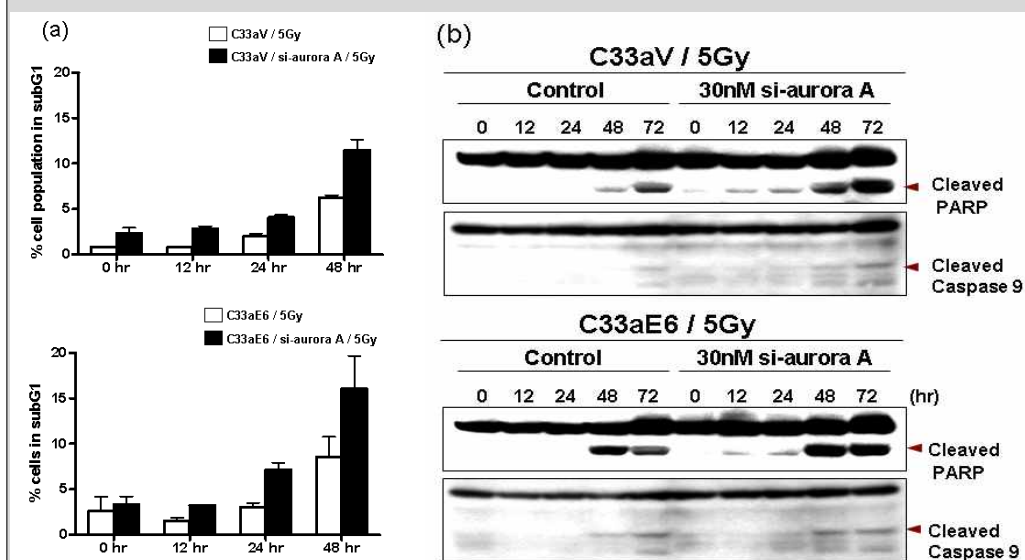 (a)
C33aV / 5Gy
C33aV / si-aurora A / 5Gy
% cell population in subG1
20
15
10
5
0
0 hr
12 hr
24 hr
48 hr
C33aE6 / 5Gy
C33aE6 / si-aurora A / 5Gy
% cells in subG1
20
15
10
5
0
0 hr
12 hr
24 hr
48 hr
(b)
C33aV / 5Gy
Control
30nM si-aurora A
0 12 24 48 72 0 12 24 48 72
Cleaved
PARP
Cleaved
Caspase 9
C33aE6 / 5Gy
Control
30nM si-aurora A
0 12 24 48 72 0 12 24 48 72 (hr)
Cleaved
PARP
Cleaved
Caspase 9